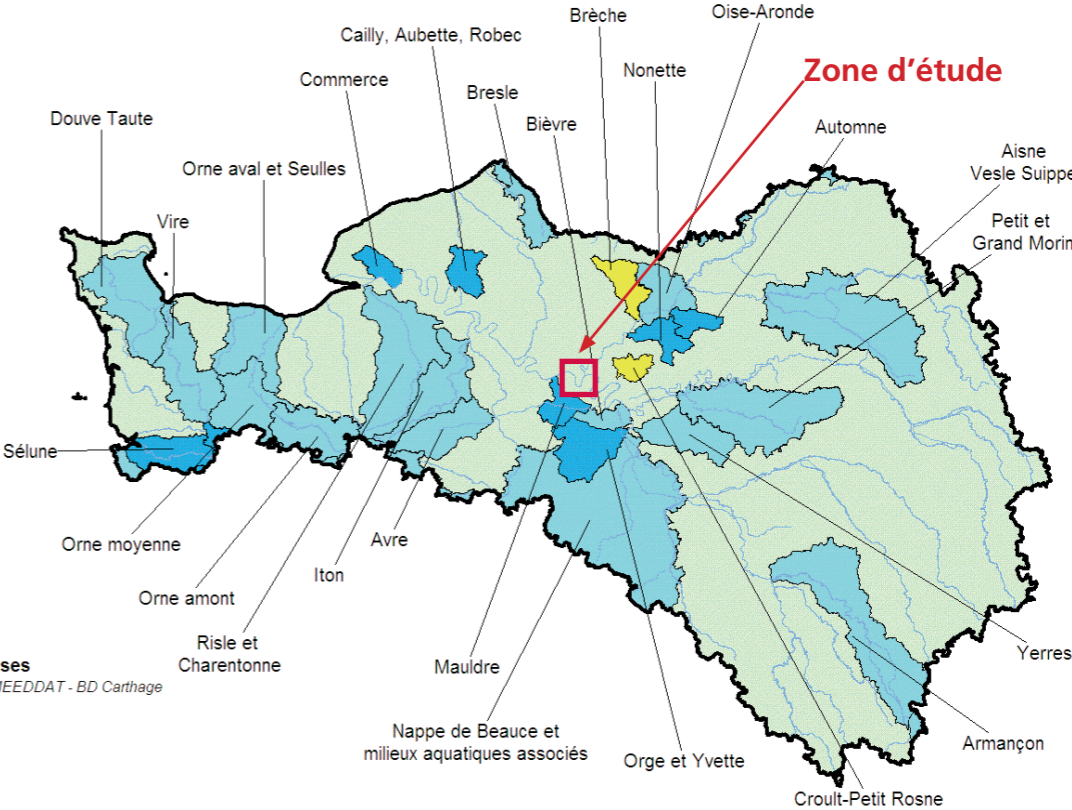 Brèche
Oise-Aronde
Cailly, Aubette, Robec
Nonette
Zone d’étude
Commerce
Bresle
Bièvre
Automne
Douve Taute
Aisne
Vesle Suippe
Orne aval et Seulles
Petit et
Grand Morin
Vire
Sélune
Orne moyenne
Avre
Iton
Orne amont
Risle et
Charentonne
Mauldre
Yerres
ses
MEEDDAT - BD Carthage
Nappe de Beauce et
milieux aquatiques associés
Orge et Yvette
Armançon
Croult-Petit Rosne